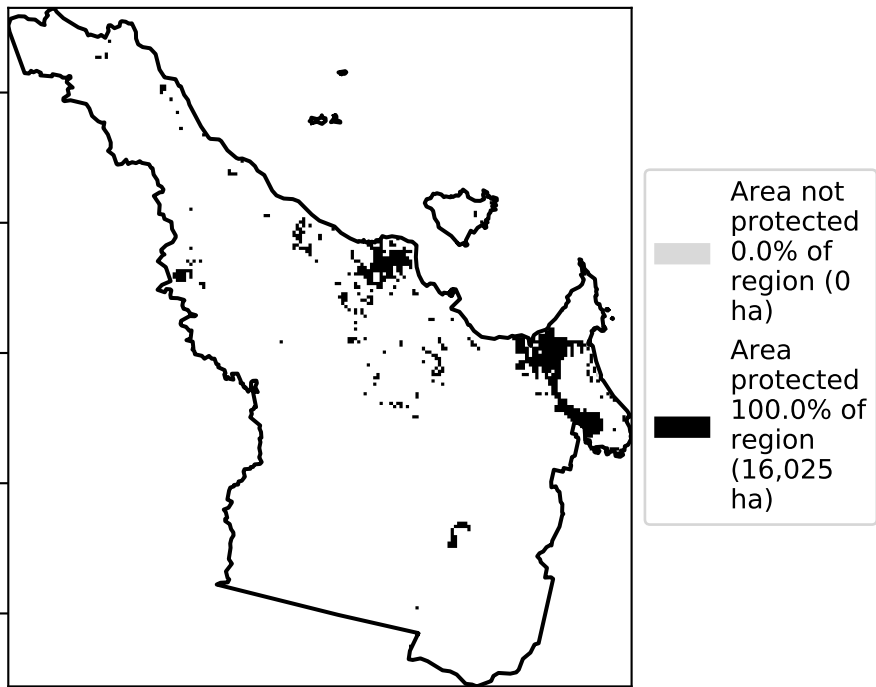 Area not
protected
0.0% of
region (0
ha)
Area
protected
100.0% of
region
(16,025
ha)